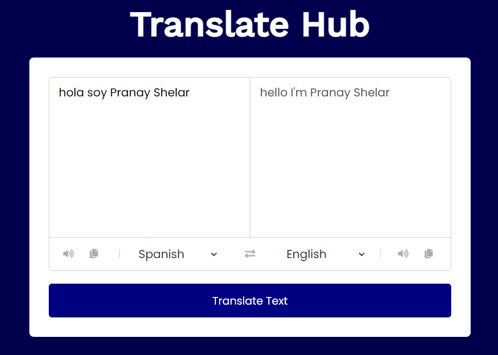 Translate Hub
hola soy Pranay Shelar
hello I'm Pranay Shelar
Spanish
English
Translate Text